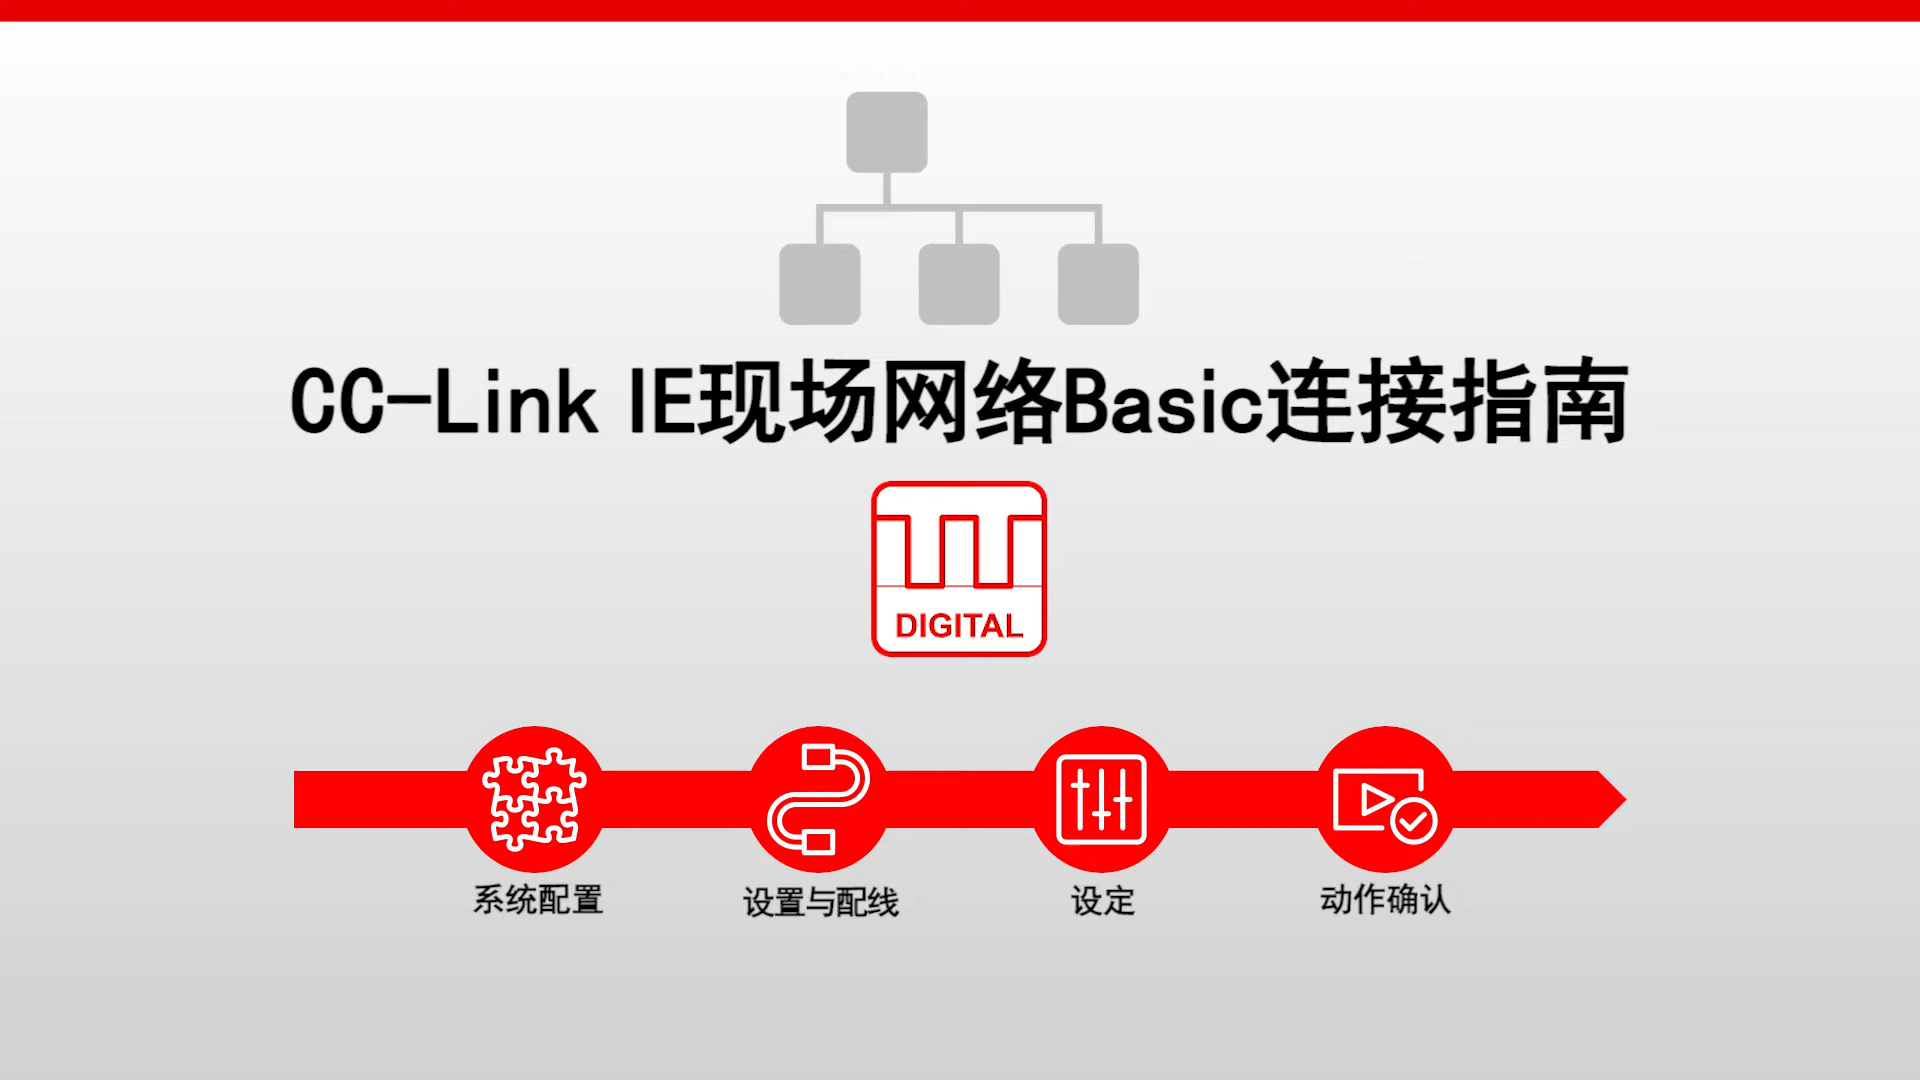 CC-Link IE现场网络Basic连接指南
DIGITAL
系统配置
设置与配线
设定
动作确认